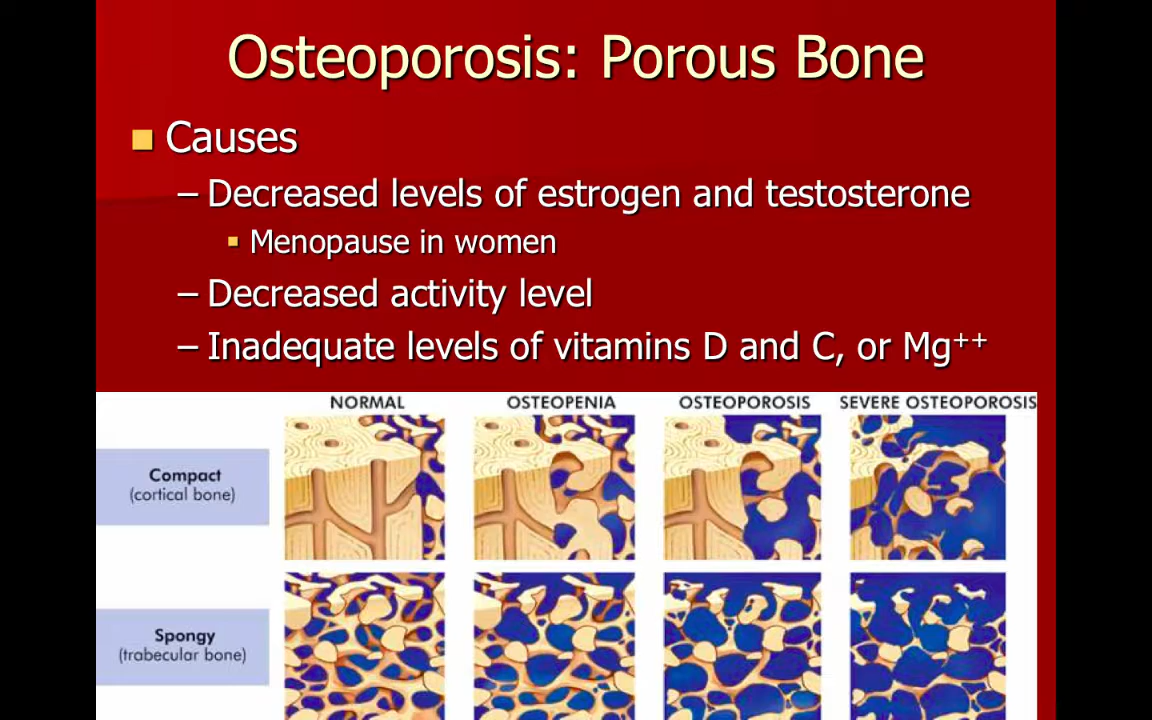 Osteoporosis: Porous Bone
Causes
– Decreased levels of estrogen and testosterone
Menopause in women
– Decreased activity level
– Inadequate levels of vitamins D and C, or Mg⁺⁺
NORMAL OSTEOPENIA OSTEOPOROSIS SEVERE OSTEOPOROSIS
Compact
(cortical bone)
Spongy
(trabecular bone)